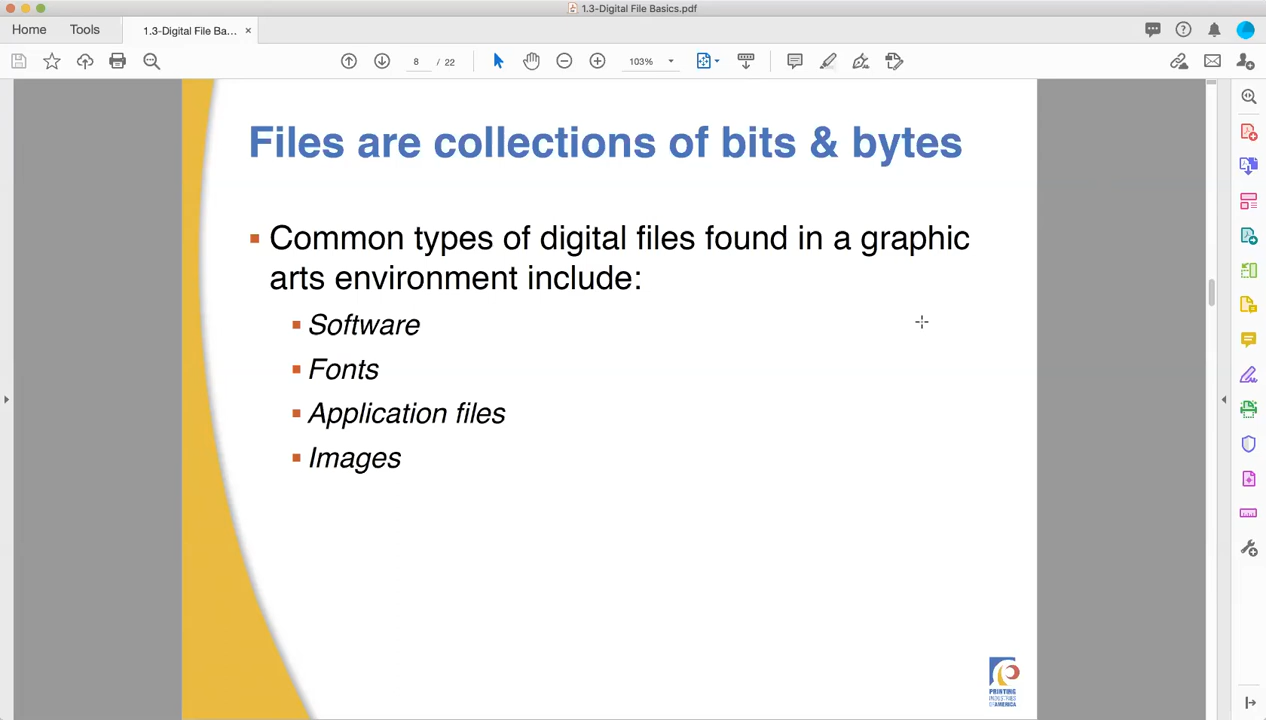 1.3-Digital File Basics.pdf
Home Tools 1.3-Digital File Ba... ×
8 / 22 103%
Files are collections of bits & bytes
Common types of digital files found in a graphic
arts environment include:
Software
Fonts
Application files
Images
PRINTING
INDUSTRIES
OF AMERICA